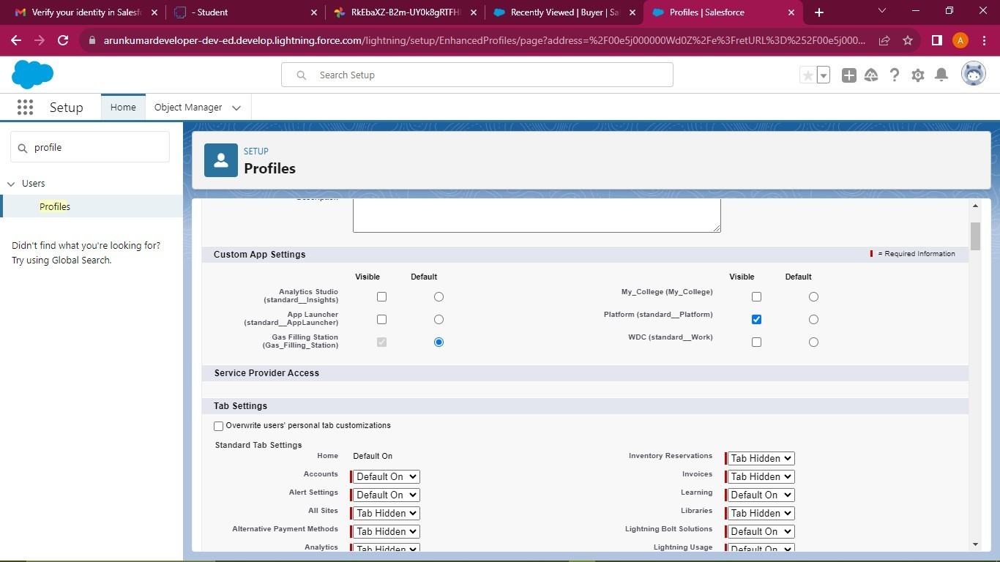 Verify your identity in Salesf
- Student
RkEbaXZ-B2m-UY0k8gRTFH
Recently Viewed | Buyer | Sa
Profiles | Salesforce
arunkumardeveloper-dev-ed.develop.lightning.force.com/lightning/setup/EnhancedProfiles/page?address=%2F00e5j000000Wd0Z%2Fe%3FretURL%3D%252F00e5j000...
A
Search Setup
Setup
Home
Object Manager
profile
Users
Profiles
Didn't find what you're looking for?
Try using Global Search.
SETUP
Profiles
Description
Custom App Settings
= Required Information
Visible Default Visible Default
Analytics Studio
(standard__Insights)
My_College (My_College)
App Launcher
(standard__AppLauncher)
Platform (standard__Platform)
Gas Filling Station
(Gas_Filling_Station)
WDC (standard__Work)
Service Provider Access
Tab Settings
Overwrite users' personal tab customizations
Standard Tab Settings
Home Default On Inventory Reservations Tab Hidden
Accounts Default On Invoices Tab Hidden
Alert Settings Default On Learning Default On
All Sites Tab Hidden Libraries Tab Hidden
Alternative Payment Methods Tab Hidden Lightning Bolt Solutions Default On
Analytics Tab Hidden Lightning Usage Default On